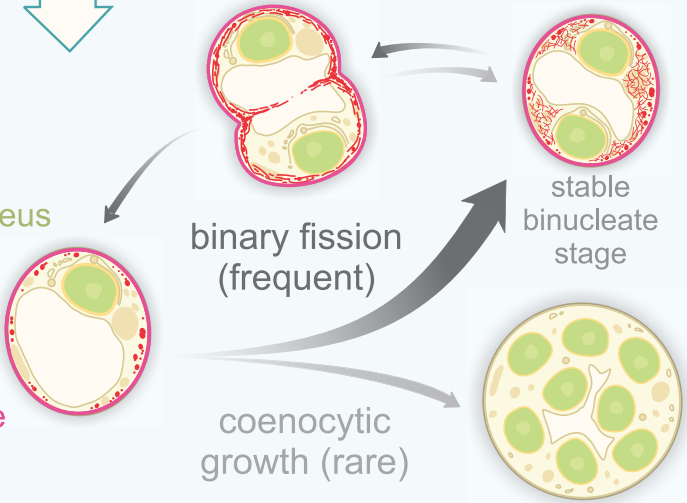 stable
binucleate
stage
eus
binary fission
(frequent)
e
coenocytic
growth (rare)